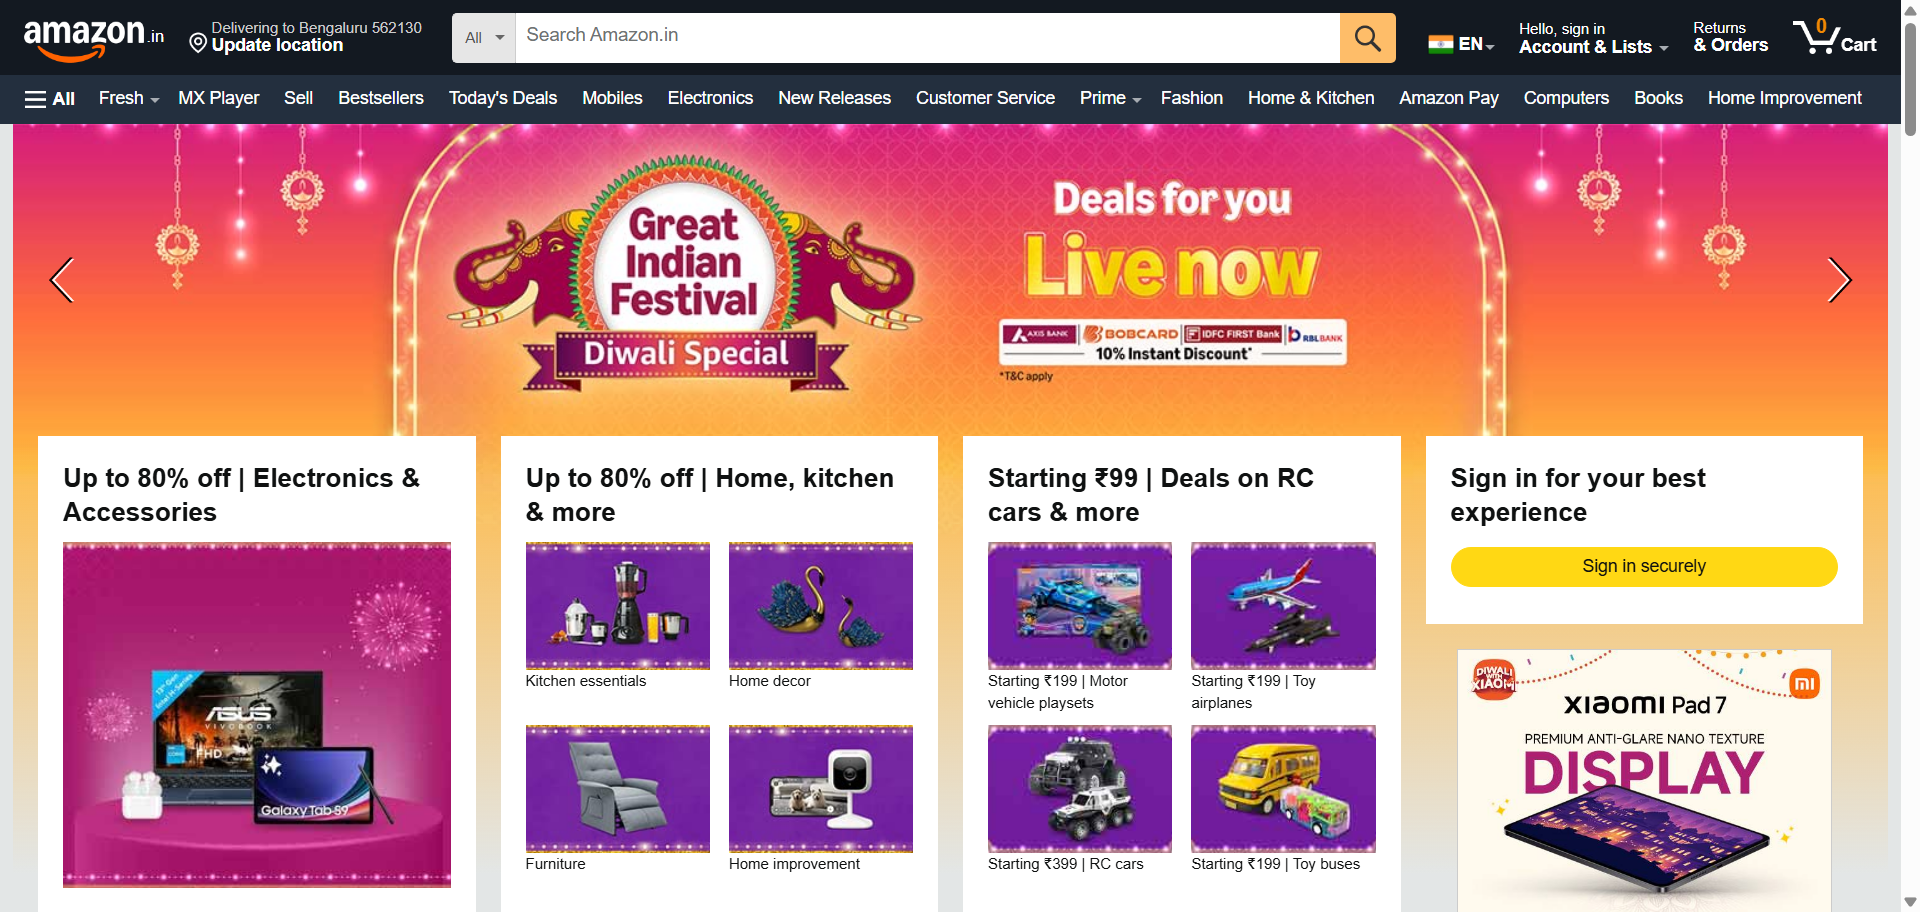 amazon.in
Delivering to Bengaluru 562130
Update location
All
Search Amazon.in
EN
Hello, sign in
Account & Lists
Returns
& Orders
0
Cart
All
Fresh
MX Player
Sell
Bestsellers
Today's Deals
Mobiles
Electronics
New Releases
Customer Service
Prime
Fashion
Home & Kitchen
Amazon Pay
Computers
Books
Home Improvement
Great
Indian
Festival
Diwali Special
Deals for you
Live now
AXIS BANK
BOBCARD
IDFC FIRST Bank
RBLBANK
10% Instant Discount*
*T&C apply
Up to 80% off | Electronics &
Accessories
13th Gen
Intel H-Series
ASUS
VIVOBOOK
FHD
Galaxy Tab S9
Up to 80% off | Home, kitchen
& more
Kitchen essentials
Home decor
Furniture
Home improvement
Starting ₹99 | Deals on RC
cars & more
Starting ₹199 | Motor
vehicle playsets
Starting ₹199 | Toy
airplanes
Starting ₹399 | RC cars
Starting ₹199 | Toy buses
Sign in for your best
experience
Sign in securely
DIWALI
WITH
XIAOMI
mi
XIAOMI Pad 7
PREMIUM ANTI-GLARE NANO TEXTURE
DISPLAY